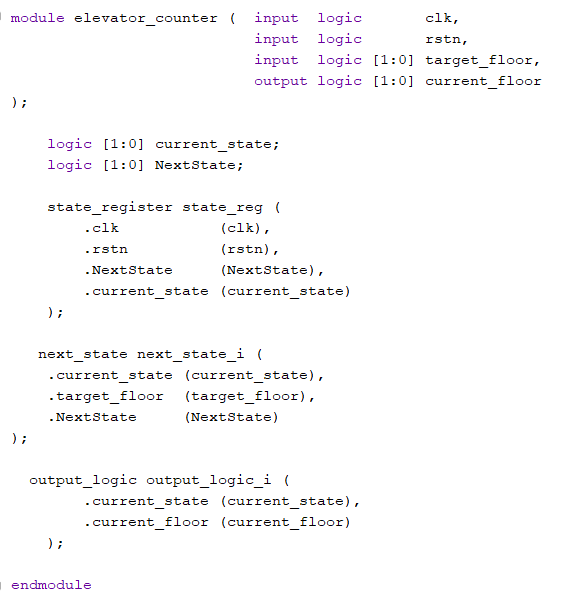 module elevator_counter (  input  logic       clk,
                           input  logic       rstn,
                           input  logic [1:0] target_floor,
                           output logic [1:0] current_floor
);
    logic [1:0] current_state;
    logic [1:0] NextState;
    state_register state_reg (
        .clk           (clk),
        .rstn          (rstn),
        .NextState     (NextState),
        .current_state (current_state)
    );
   next_state next_state_i (
    .current_state (current_state),
    .target_floor  (target_floor),
    .NextState     (NextState)
);
  output_logic output_logic_i (
        .current_state (current_state),
        .current_floor (current_floor)
    );
endmodule